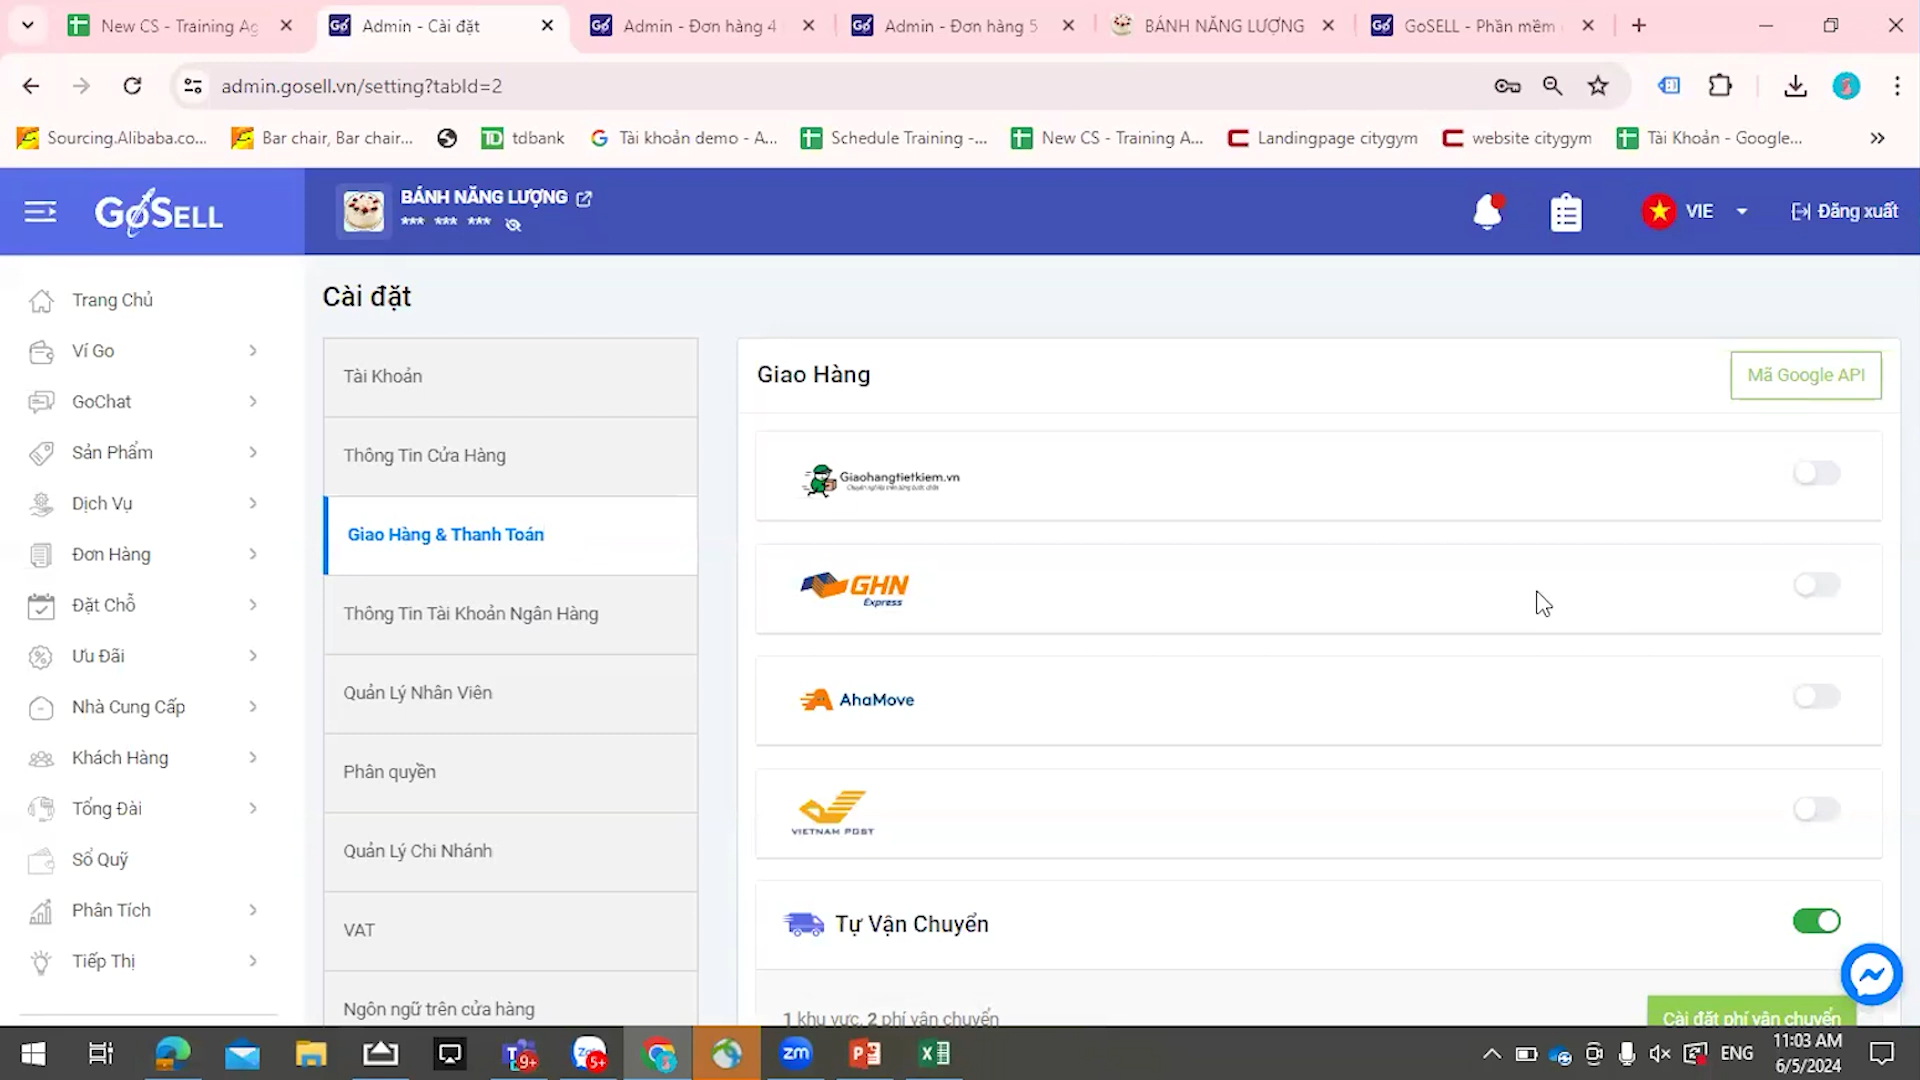 New CS - Training Ag
Admin - Cài đặt
Admin - Đơn hàng 4
Admin - Đơn hàng 5
BÁNH NĂNG LƯỢNG
GoSELL - Phần mềm
admin.gosell.vn/setting?tabId=2
Sourcing.Alibaba.co...
Bar chair, Bar chair...
tdbank
Tài khoản demo - A...
Schedule Training -...
New CS - Training A...
Landingpage citygym
website citygym
Tài Khoản - Google...
GoSELL
BÁNH NĂNG LƯỢNG
*** *** ***
VIE
Đăng xuất
Trang Chủ
Ví Go
GoChat
Sản Phẩm
Dịch Vụ
Đơn Hàng
Đặt Chỗ
Ưu Đãi
Nhà Cung Cấp
Khách Hàng
Tổng Đài
Sổ Quỹ
Phân Tích
Tiếp Thị
Cài đặt
Tài Khoản
Thông Tin Cửa Hàng
Giao Hàng & Thanh Toán
Thông Tin Tài Khoản Ngân Hàng
Quản Lý Nhân Viên
Phân quyền
Quản Lý Chi Nhánh
VAT
Ngôn ngữ trên cửa hàng
Giao Hàng
Mã Google API
Giaohangtietkiem.vn
GHN
Express
AhaMove
VIETNAM POST
Tự Vận Chuyển
1 khu vực, 2 phí vận chuyển
Cài đặt phí vận chuyển
9+
5+
zm
ENG
11:03 AM
6/5/2024